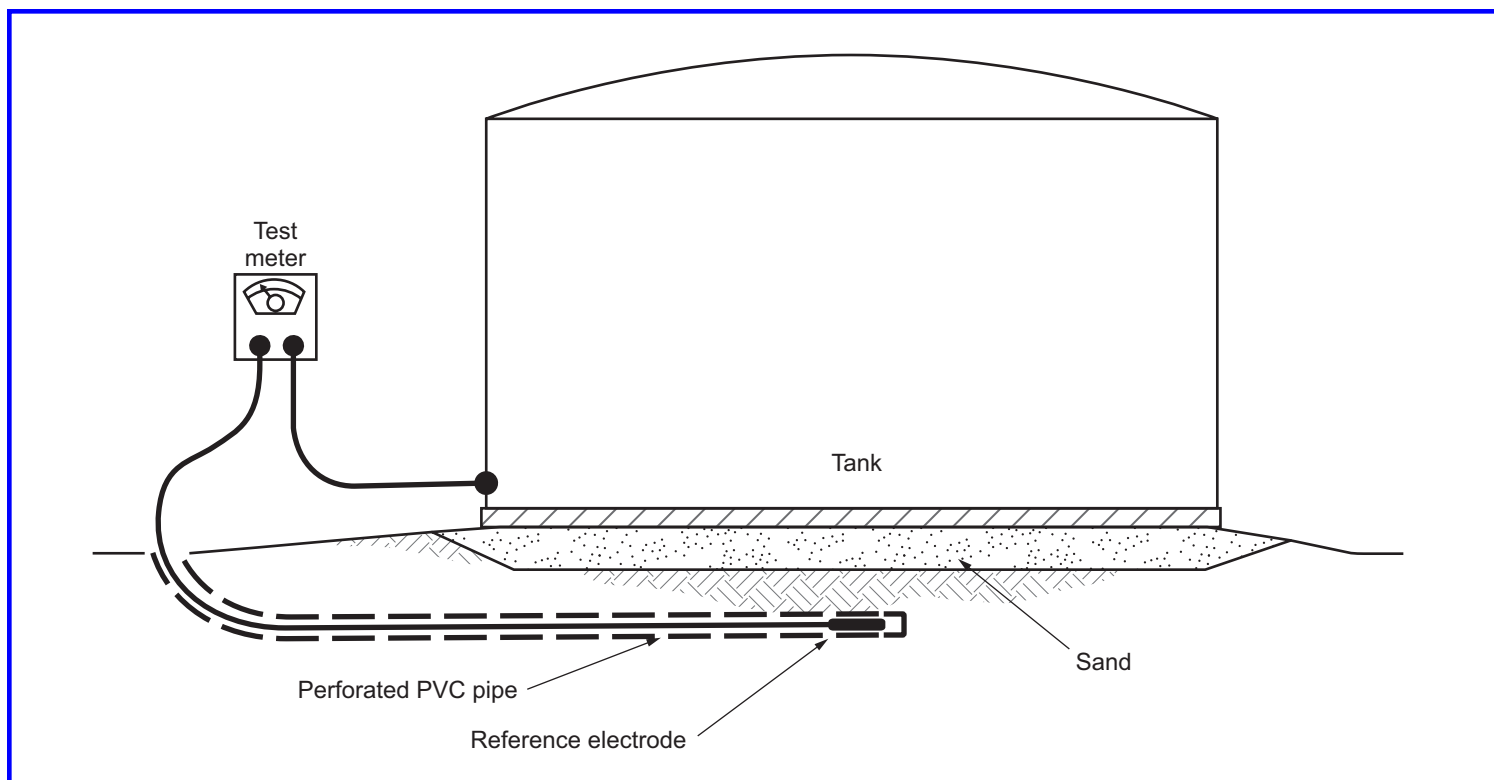 Test
meter
Tank
Sand
Perforated PVC pipe
Reference electrode